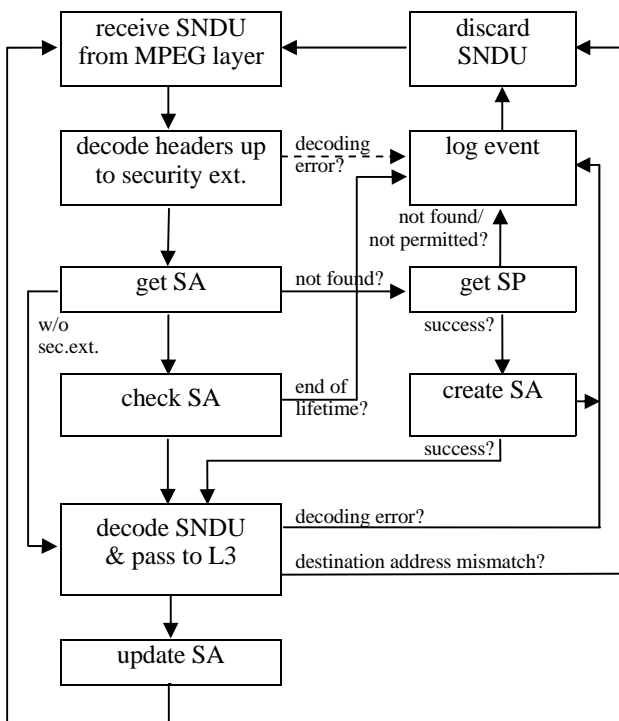 receive SNDU
from MPEG layer
discard
SNDU
decode headers up
to security ext.
decoding
error?
log event
not found/
not permitted?
get SA
not found?
get SP
w/o
sec.ext.
success?
check SA
end of
lifetime?
create SA
success?
decode SNDU
& pass to L3
decoding error?
destination address mismatch?
update SA